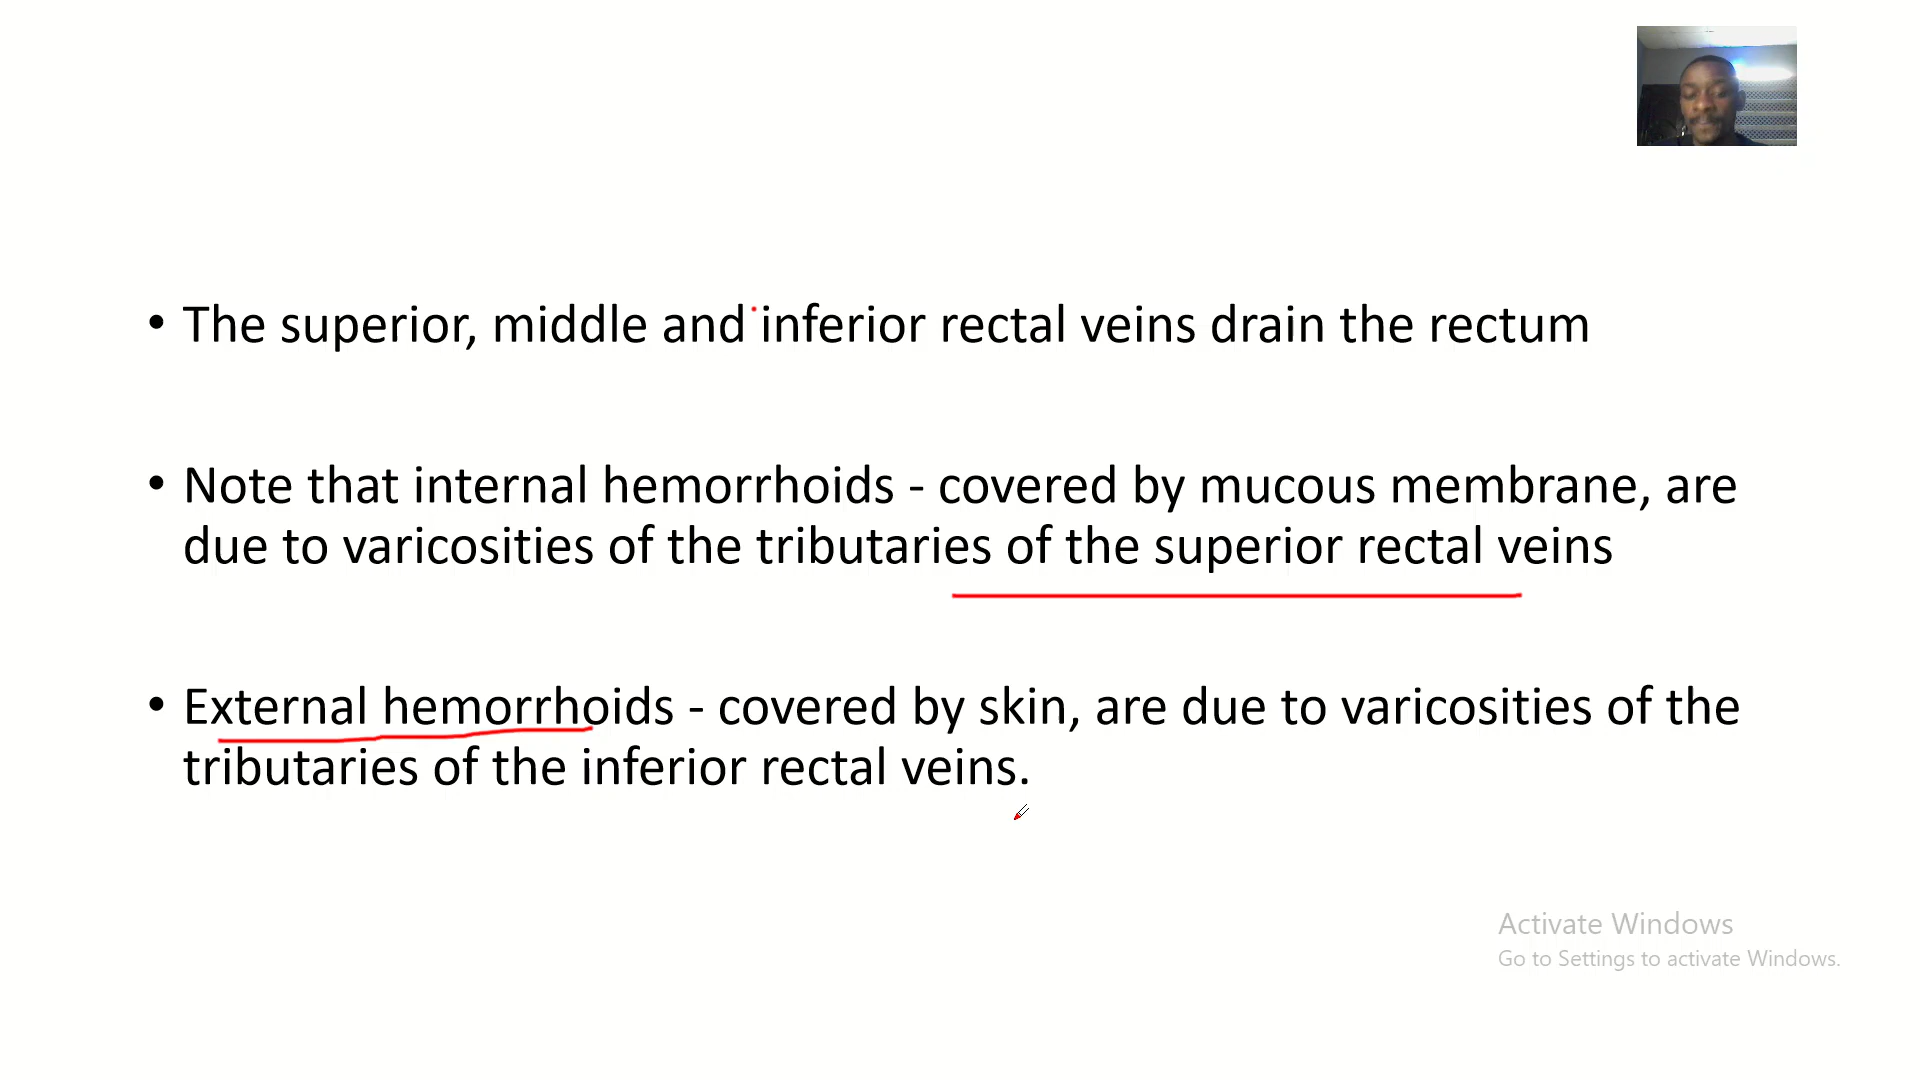 • The superior, middle and inferior rectal veins drain the rectum
• Note that internal hemorrhoids - covered by mucous membrane, are
due to varicosities of the tributaries of the superior rectal veins
• External hemorrhoids - covered by skin, are due to varicosities of the
tributaries of the inferior rectal veins.
Activate Windows
Go to Settings to activate Windows.